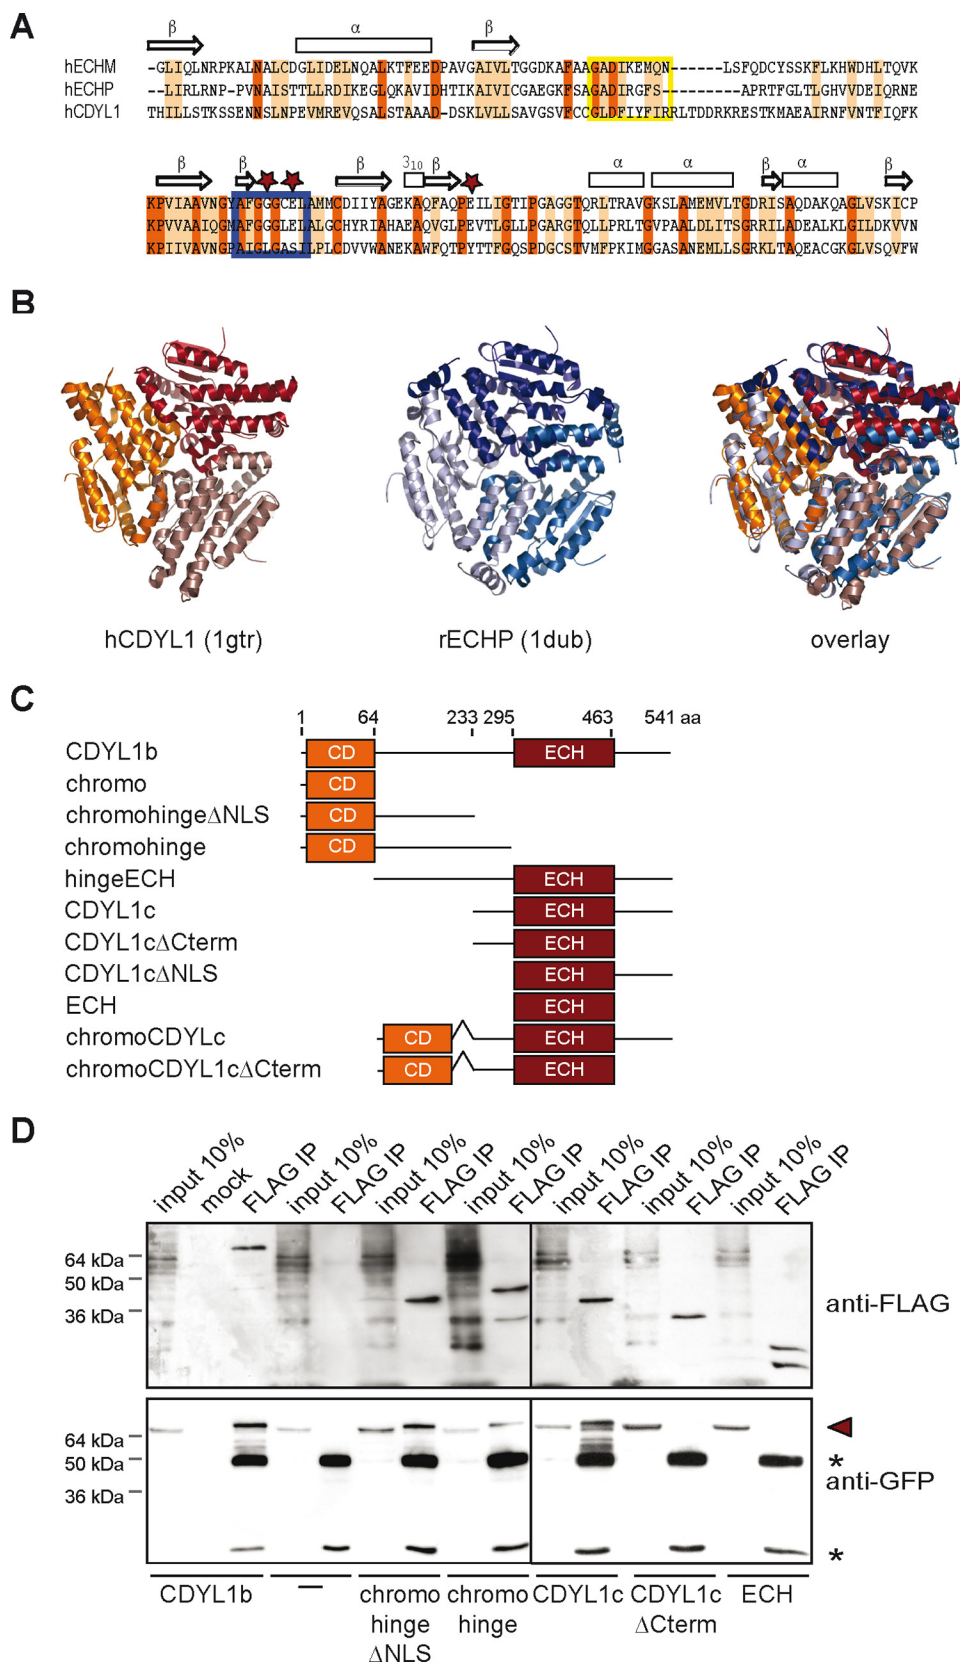 A
β α β
hECHM -GLIQLNRPKALNALCDGLIDELNQALKTFEEDPAVGAIVLTGGDKAFAAGADIKEMQN------LSFQDCYSSKFLKHWDHLTQVK
hECHP --LIRLRNP-PVNAISTTLLRDIKEGLQKAVIDHTIKAIVICGAEGKFSAGADIRGFS-------APRTFGLTLGHVVDEIQRNE
hCDYL1 THILLSTKSSENNSLNPEVMREVQSALSTAAAD-DSKLVLLSAVGSVFCCGLDFIYFIRRLTDDRKRESTKMAEAIRNFVNTFIQFK
β β β 3₁₀ β α α β α β
KPVIAAVNGYAFGGGCELAMMCDIIYAGEKAQFAQPEILIGTIPGAGGTQRLTRAVGKSLAMEMVLTGDRISAQDAKQAGLVSKICP
KPVVAAIQGMAFGGGLELALGCHYRIAHAEAQVGLPEVTLGLLPGARGTQLLPRLTGVPAALDLITSGRRILADEALKLGILDKVVN
KPIIVAVNGPAIGLGASILPLCDVVWANEKAWFQTPYTTFGQSPDGCSTVMFPKIMGGASANEMLLSGRKLTAQEACGKGLVSQVFW
B
hCDYL1 (1gtr) rECHP (1dub) overlay
C
1 64 233 295 463 541 aa
CDYL1b CD ECH
chromo CD
chromohingeΔNLS CD
chromohinge CD
hingeECH ECH
CDYL1c ECH
CDYL1cΔCterm ECH
CDYL1cΔNLS ECH
ECH ECH
chromoCDYLc CD ECH
chromoCDYL1cΔCterm CD ECH
D
input 10% mock FLAG IP input 10% FLAG IP input 10% FLAG IP input 10% FLAG IP input 10% FLAG IP input 10% FLAG IP input 10% FLAG IP
64 kDa
50 kDa
36 kDa
anti-FLAG
64 kDa
50 kDa *
anti-GFP
36 kDa
*
CDYL1b – chromo hinge ΔNLS chromo hinge CDYL1c CDYL1c ΔCterm ECH